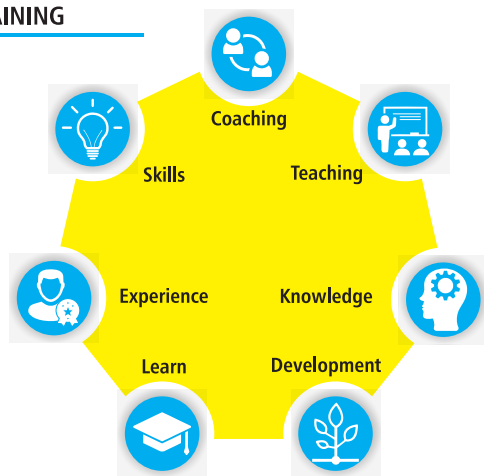 AINING
Coaching
Skills
Teaching
Experience
Knowledge
Learn
Development